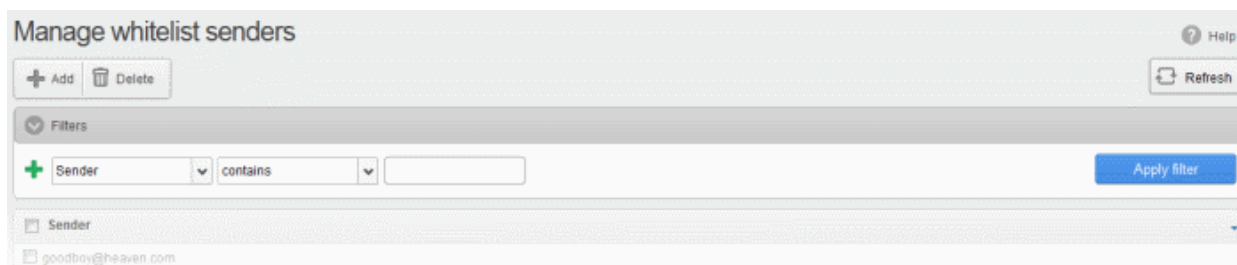 Manage whitelist senders
Help
Add Delete
Refresh
Filters
Sender contains
Apply filter
Sender
goodboy@heaven.com